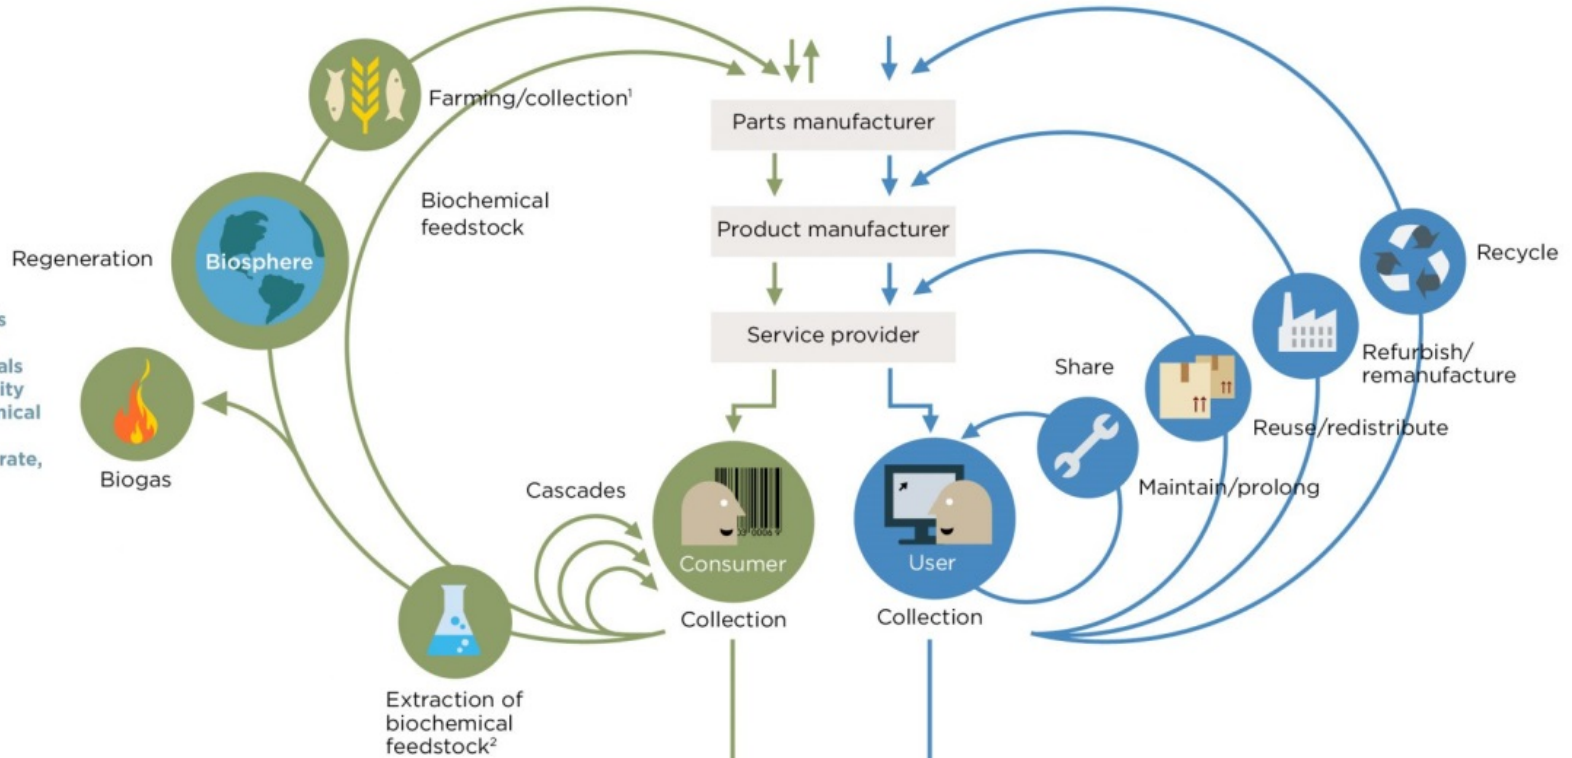 Farming/collection¹
Parts manufacturer
Biochemical
feedstock
Product manufacturer
Regeneration
Biosphere
Recycle
Service provider
Share
Refurbish/
remanufacture
Reuse/redistribute
Biogas
Cascades
Maintain/prolong
Consumer
User
Collection
Collection
Extraction of
biochemical
feedstock²